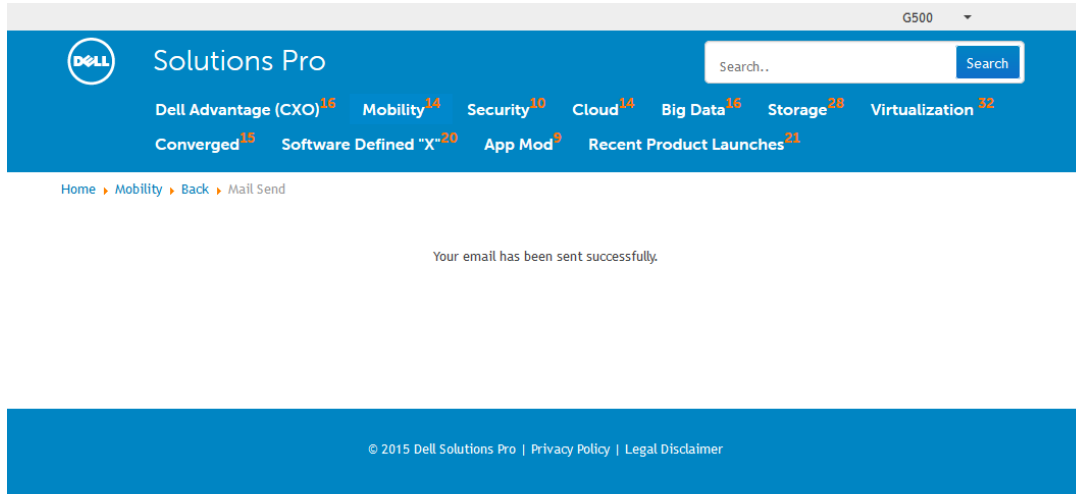 G500
DELL
Solutions Pro
Search..
Search
Dell Advantage (CXO)16 Mobility14 Security10 Cloud14 Big Data16 Storage28 Virtualization 32
Converged15 Software Defined "X"20 App Mod9 Recent Product Launches21
Home Mobility Back Mail Send
Your email has been sent successfully.
© 2015 Dell Solutions Pro | Privacy Policy | Legal Disclaimer